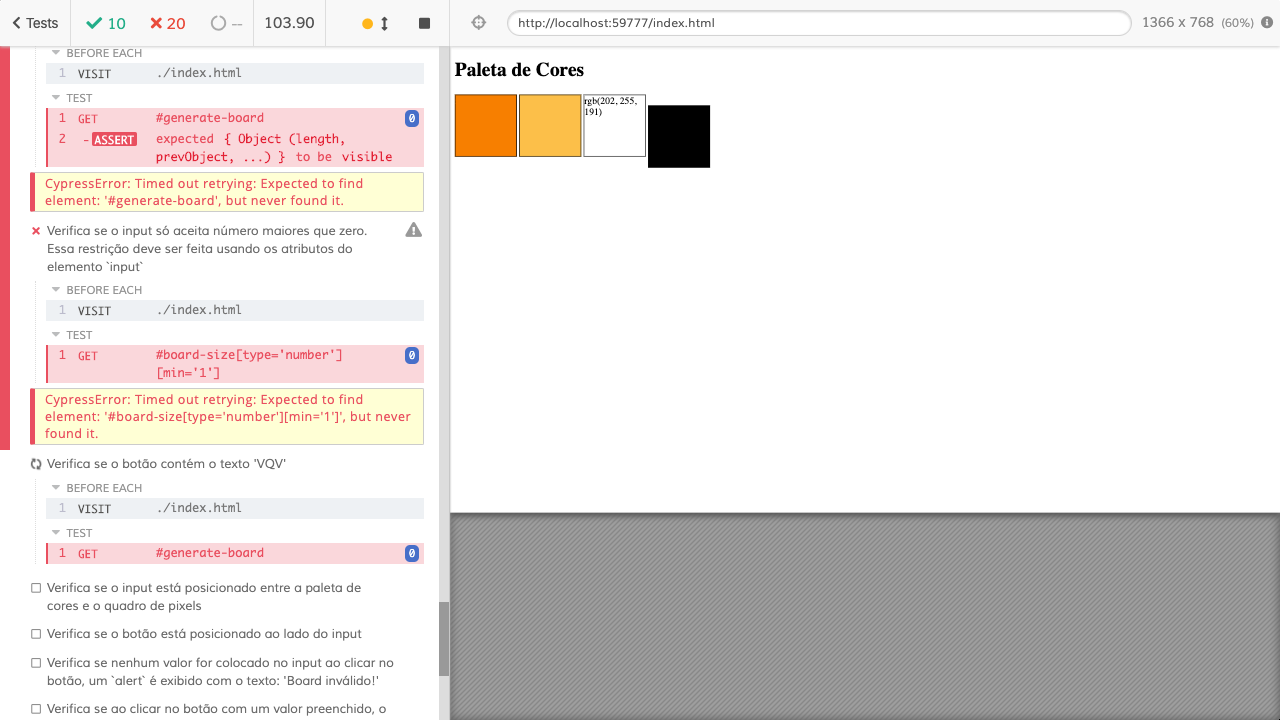 Tests
10
20
--
103.90
http://localhost:59777/index.html
1366 x 768 (60%)
BEFORE EACH
1 VISIT ./index.html
TEST
1 GET #generate-board 0
2 - ASSERT expected { Object (length,
prevObject, ...) } to be visible
CypressError: Timed out retrying: Expected to find
element: '#generate-board', but never found it.
Verifica se o input só aceita número maiores que zero.
Essa restrição deve ser feita usando os atributos do
elemento `input`
BEFORE EACH
1 VISIT ./index.html
TEST
1 GET #board-size[type='number'] 0
[min='1']
CypressError: Timed out retrying: Expected to find
element: '#board-size[type='number'][min='1']', but never
found it.
Verifica se o botão contém o texto 'VQV'
BEFORE EACH
1 VISIT ./index.html
TEST
1 GET #generate-board 0
Verifica se o input está posicionado entre a paleta de
cores e o quadro de pixels
Verifica se o botão está posicionado ao lado do input
Verifica se nenhum valor for colocado no input ao clicar no
botão, um `alert` é exibido com o texto: 'Board inválido!'
Verifica se ao clicar no botão com um valor preenchido, o
Paleta de Cores
rgb(202, 255,
191)